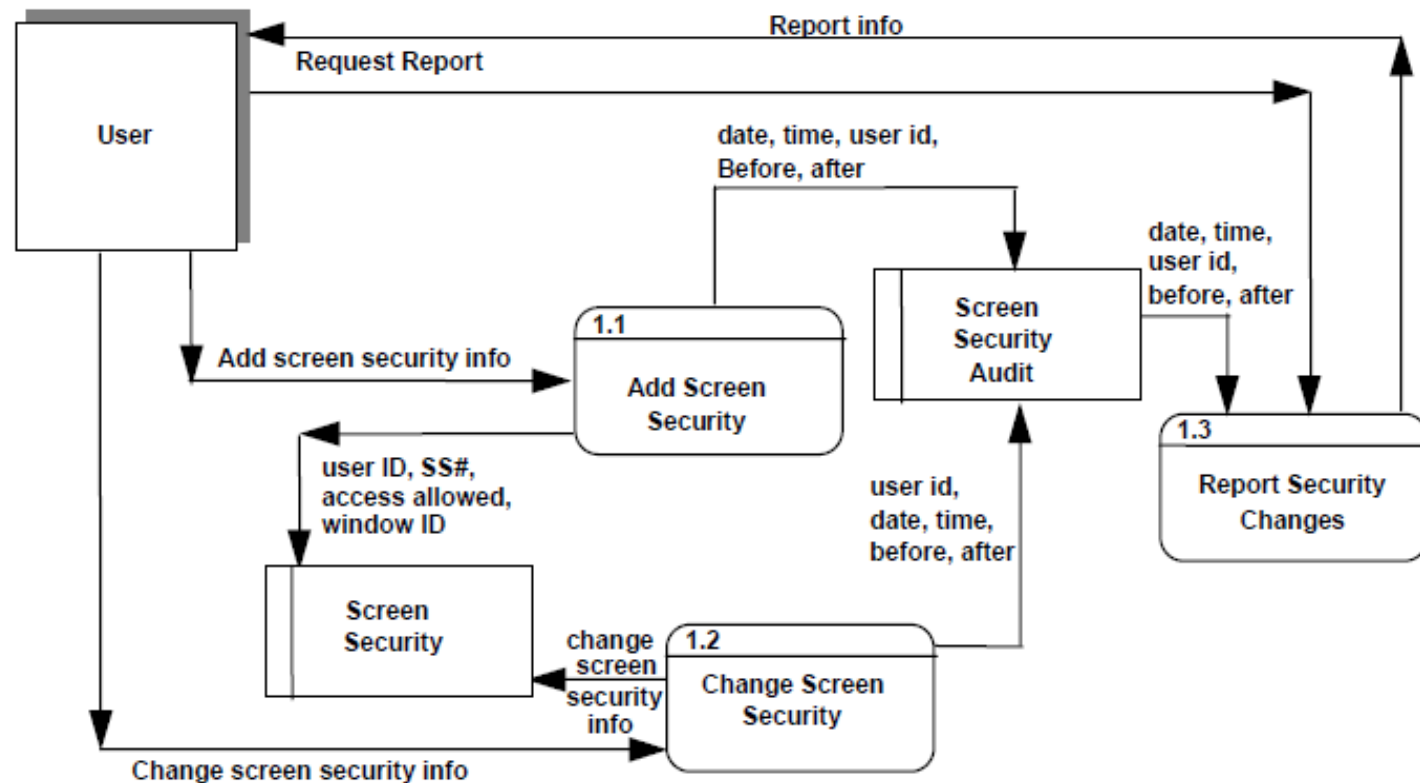 Report info
Request Report
User
date, time, user id,
Before, after
date, time,
user id,
before, after
Screen
Security
Audit
1.1
Add Screen
Security
Add screen security info
1.3
Report Security
Changes
user ID, SS#,
access allowed,
window ID
user id,
date, time,
before, after
Screen
Security
change
screen
security
info
1.2
Change Screen
Security
Change screen security info